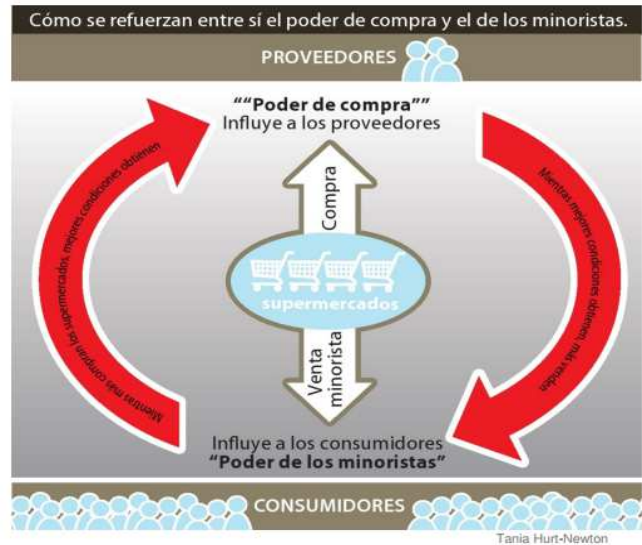 Cómo se refuerzan entre sí el poder de compra y el de los minoristas.
PROVEEDORES
““Poder de compra””
Influye a los proveedores
Mientras más compran los supermercados, mejores condiciones obtienen
Compra
Mientras mejores condiciones obtienen, más venden
supermercados
Venta
minorista
Influye a los consumidores
“Poder de los minoristas”
CONSUMIDORES
Tania Hurt-Newton